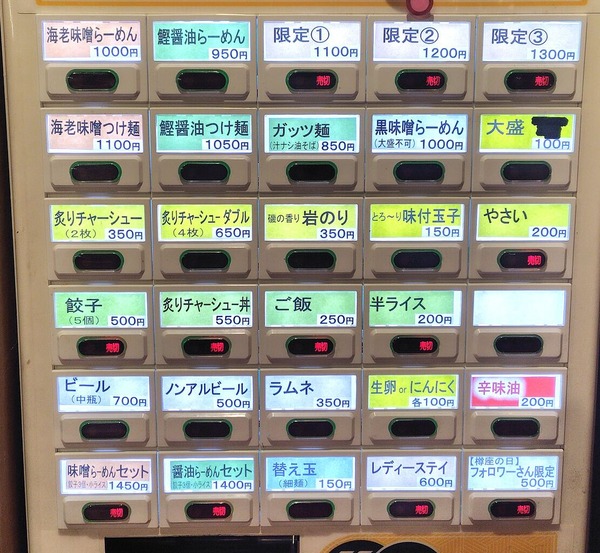 海老味噌らーめん 1000円
鰹醤油らーめん 950円
限定① 1100円
売切
限定② 1200円
売切
限定③ 1300円
売切
海老味噌つけ麺 1100円
鰹醤油つけ麺 1050円
ガッツ麺
(汁ナシ油そば) 850円
黒味噌らーめん
(大盛不可) 1000円
大盛
100円
炙りチャーシュー
(2枚) 350円
炙りチャーシューダブル
(4枚) 650円
磯の香り 岩のり
350円
とろ〜り味付玉子
150円
やさい
200円
売切
餃子
(5個) 500円
売切
炙りチャーシュー丼
550円
売切
ご飯
250円
売切
半ライス
200円
売切
ビール
(中瓶) 700円
ノンアルビール
500円
ラムネ
350円
生卵 or にんにく
各100円
辛味油
200円
味噌らーめんセット
1450円
売切
醤油らーめんセット
1400円
売切
替え玉
(細麺) 150円
レディースデイ
600円
売切
【樽座の日】
フォロワーさん限定
500円
売切